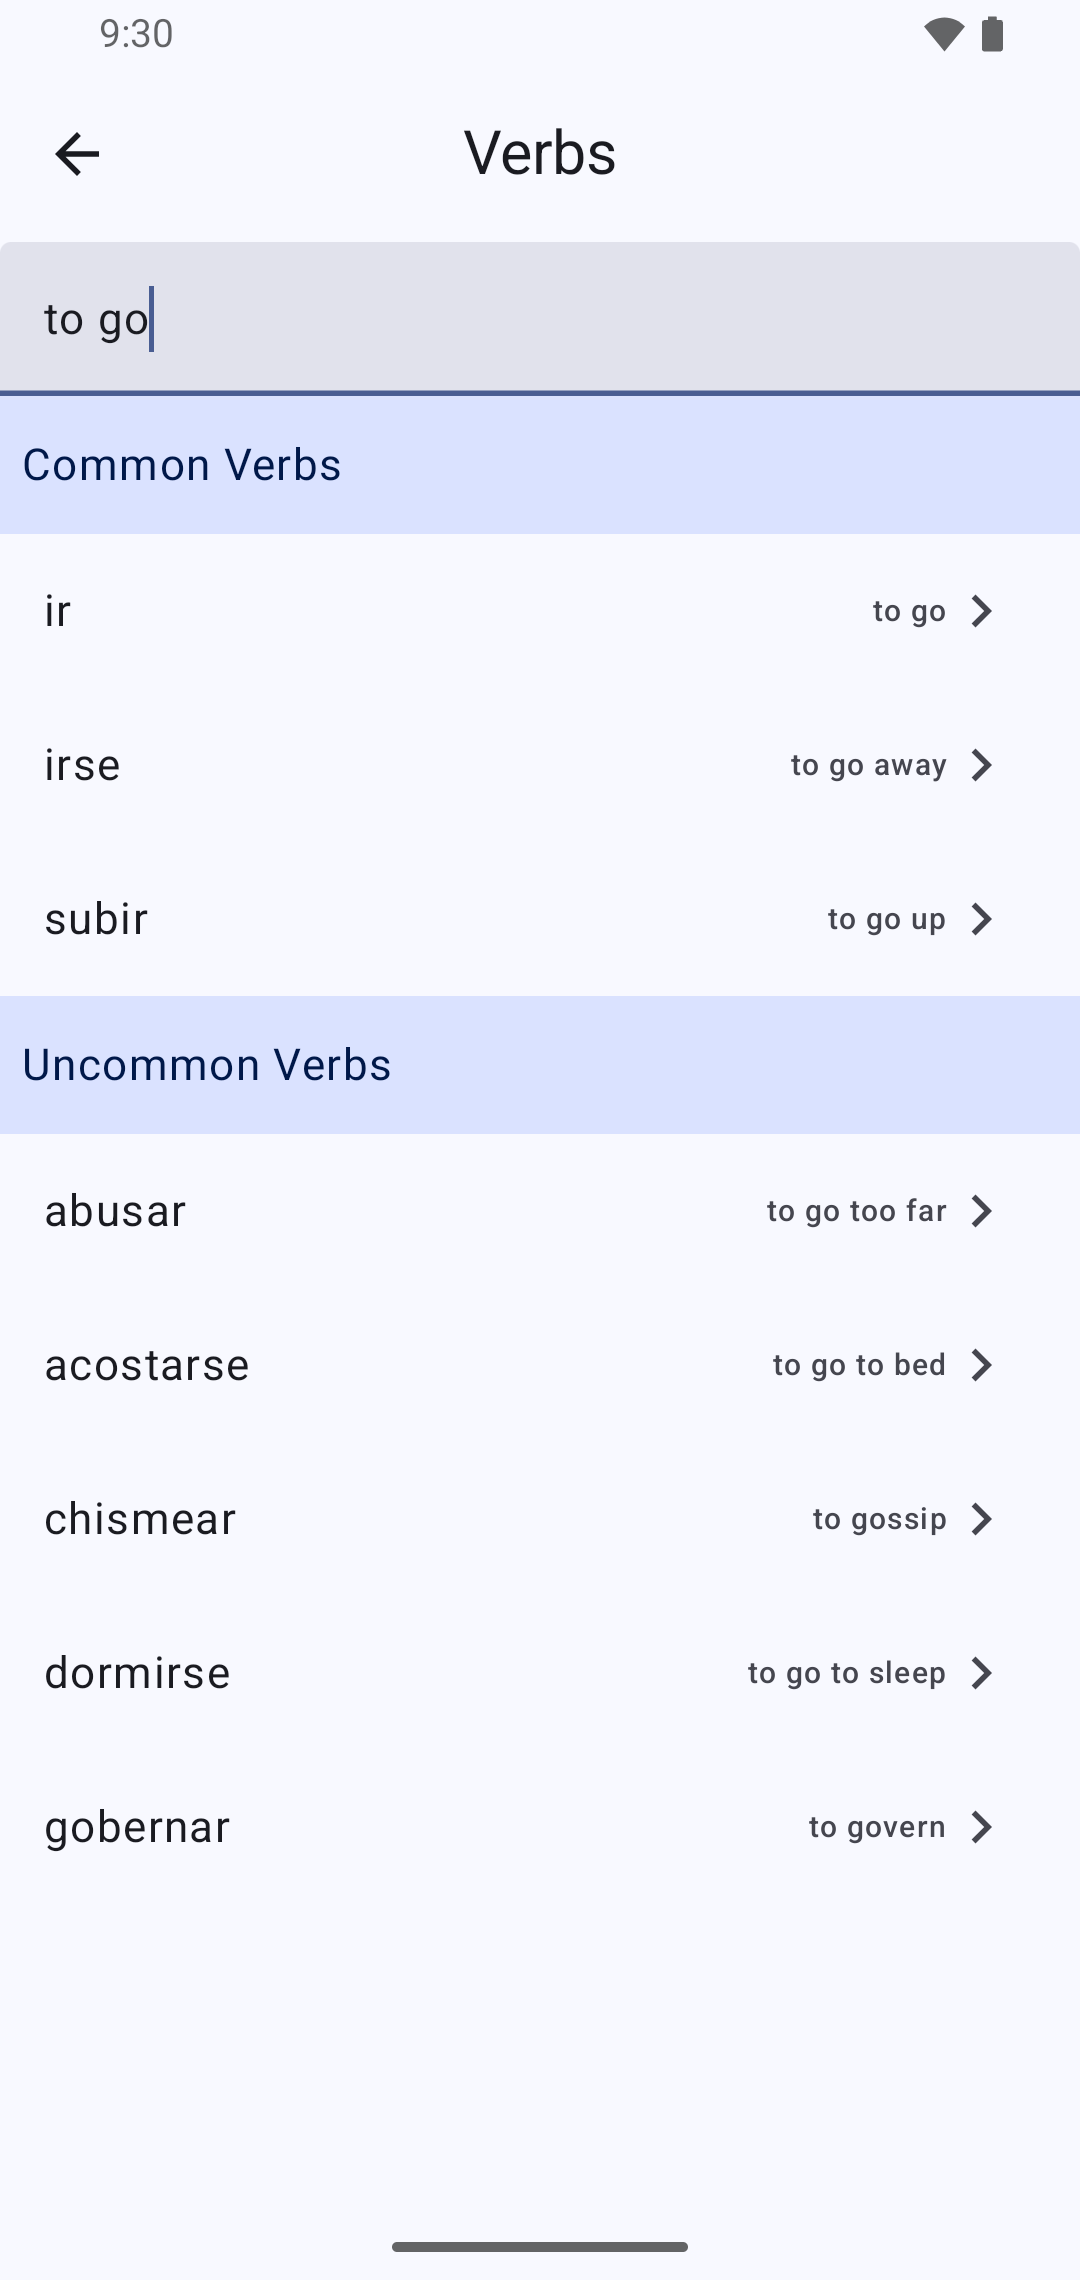 9:30
Verbs
to go
Common Verbs
ir to go
irse to go away
subir to go up
Uncommon Verbs
abusar to go too far
acostarse to go to bed
chismear to gossip
dormirse to go to sleep
gobernar to govern